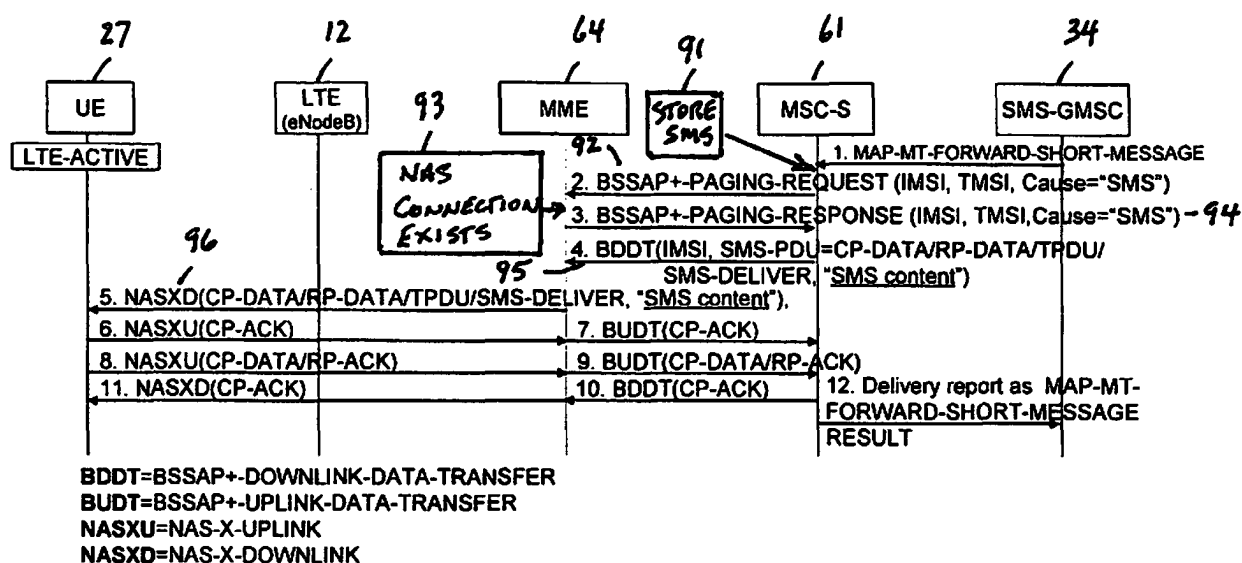 27 12 64 91 61 34
93
UE LTE (eNodeB) MME STORE SMS MSC-S SMS-GMSC
LTE-ACTIVE
1. MAP-MT-FORWARD-SHORT-MESSAGE
92
NAS CONNECTION EXISTS
2. BSSAP+-PAGING-REQUEST (IMSI, TMSI, Cause="SMS")
3. BSSAP+-PAGING-RESPONSE (IMSI, TMSI,Cause="SMS") - 94
96
95
4. BDDT(IMSI, SMS-PDU=CP-DATA/RP-DATA/TPDU/
SMS-DELIVER, "SMS content")
5. NASXD(CP-DATA/RP-DATA/TPDU/SMS-DELIVER, "SMS content"),
6. NASXU(CP-ACK) 7. BUDT(CP-ACK)
8. NASXU(CP-DATA/RP-ACK) 9. BUDT(CP-DATA/RP-ACK)
11. NASXD(CP-ACK) 10. BDDT(CP-ACK) 12. Delivery report as MAP-MT-
FORWARD-SHORT-MESSAGE
RESULT
BDDT=BSSAP+-DOWNLINK-DATA-TRANSFER
BUDT=BSSAP+-UPLINK-DATA-TRANSFER
NASXU=NAS-X-UPLINK
NASXD=NAS-X-DOWNLINK